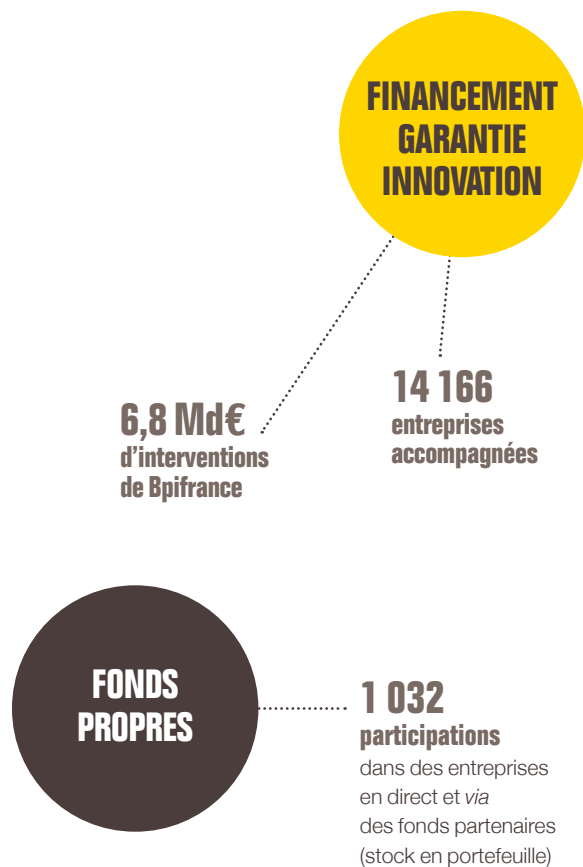 FINANCEMENT
GARANTIE
INNOVATION
6,8 Md€
d'interventions
de Bpifrance
14 166
entreprises
accompagnées
FONDS
PROPRES
1 032
participations
dans des entreprises
en direct et via
des fonds partenaires
(stock en portefeuille)